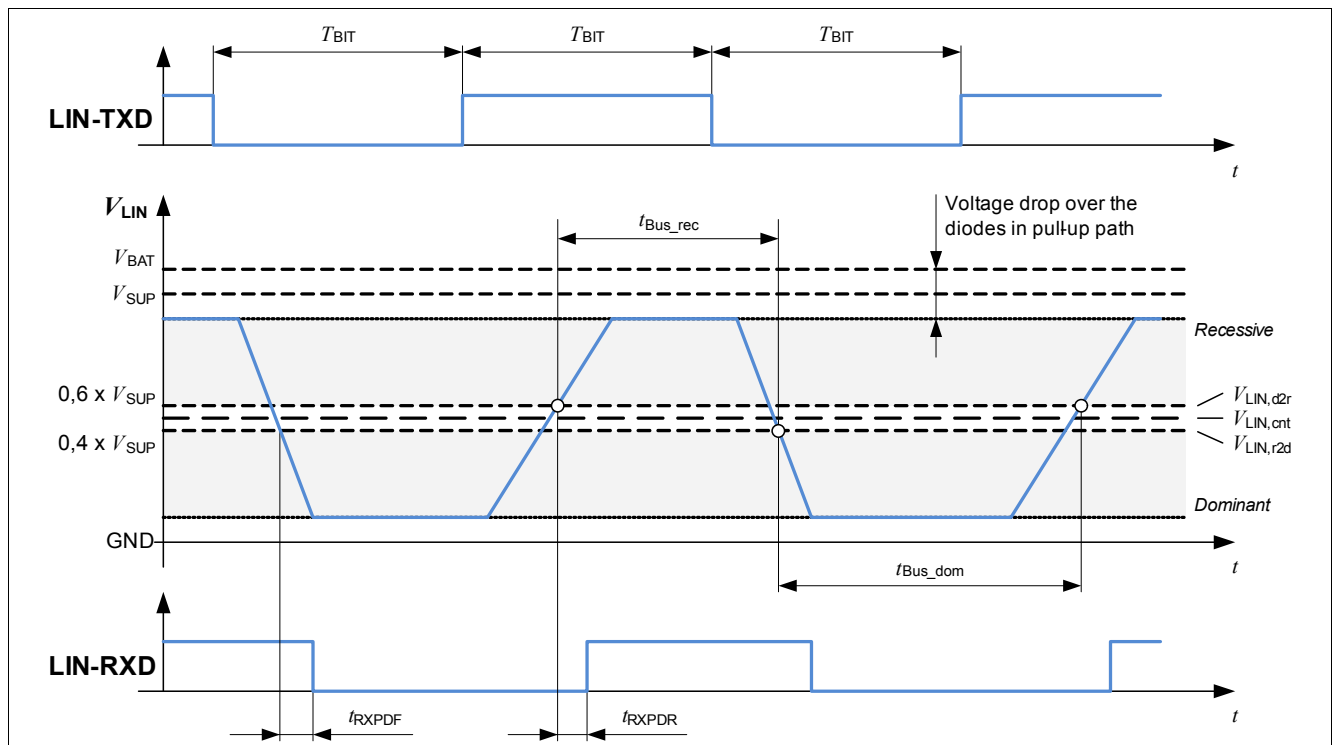 TBIT TBIT TBIT
LIN-TXD
t
VLIN
Voltage drop over the
diodes in pull-up path
tBus_rec
VBAT
VSUP
Recessive
0,6 x VSUP
VLIN,d2r
VLIN,cnt
0,4 x VSUP
VLIN,r2d
Dominant
GND
t
tBus_dom
LIN-RXD
tRXPDF tRXPDR
t